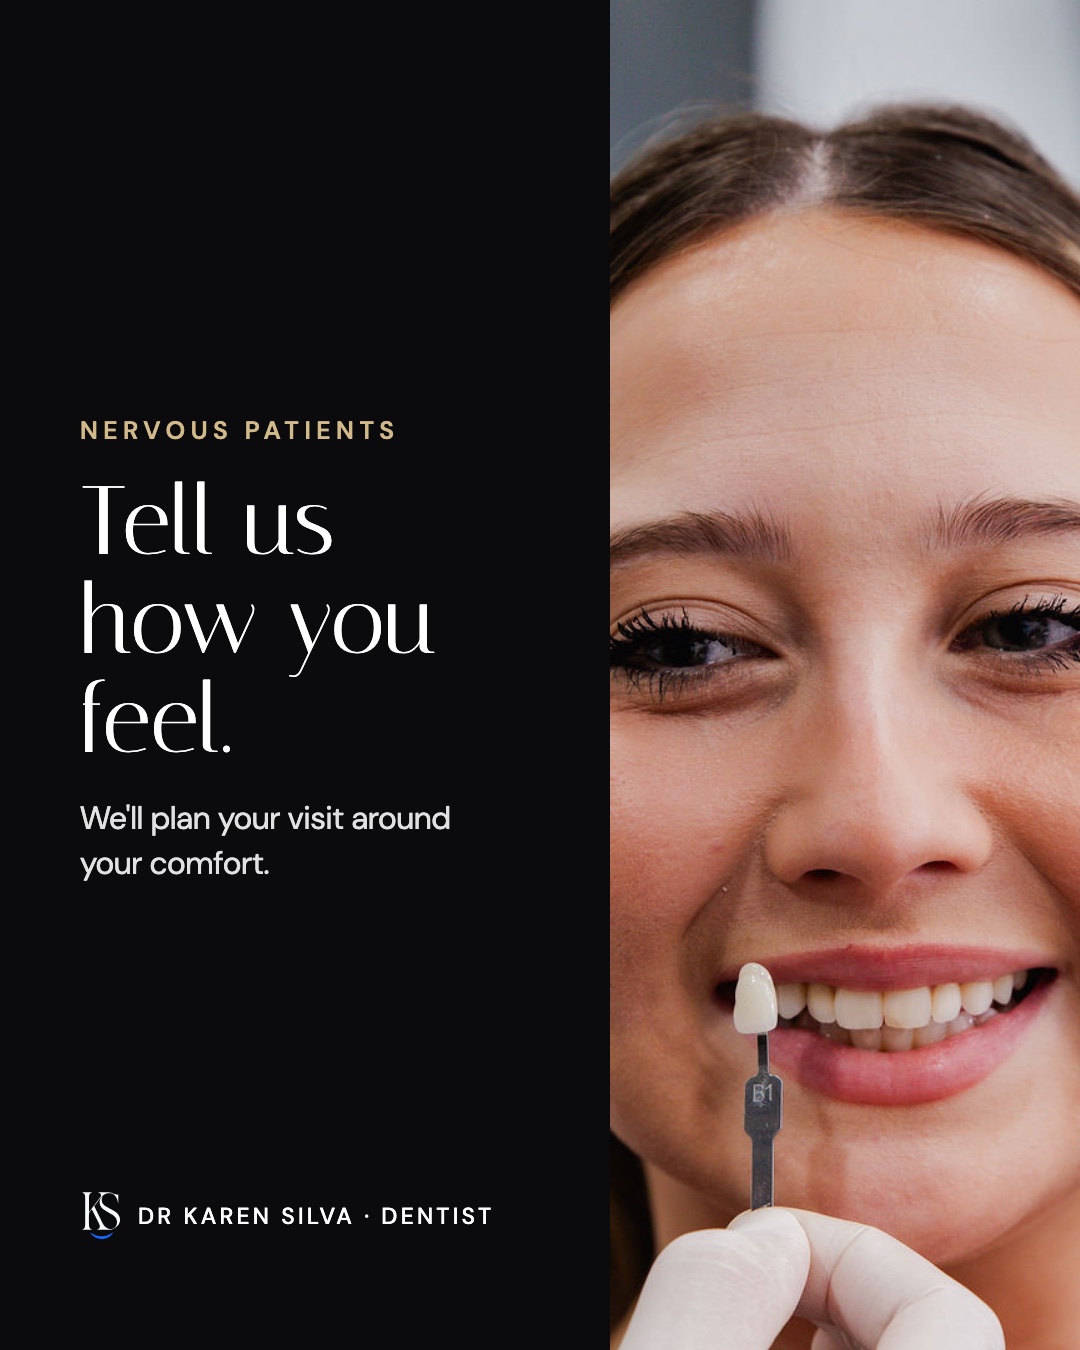 NERVOUS PATIENTS
Tell us
how you
feel.
We'll plan your visit around
your comfort.
KS DR KAREN SILVA · DENTIST
B1